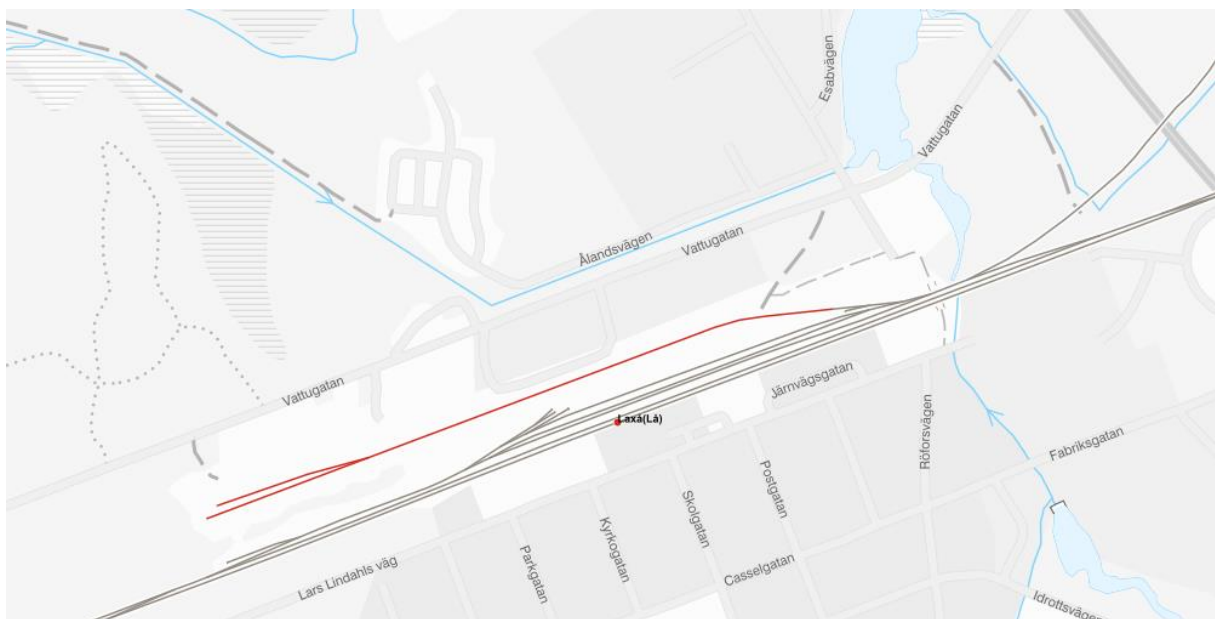 Esabvägen
Vattugatan
Ålandsvägen
Vattugatan
Vattugatan
Järnvägsgatan
Laxå(Lå)
Röforsvägen
Fabriksgatan
Postgatan
Skolgatan
Kyrkogatan
Parkgatan
Lars Lindahls väg
Casselgatan
Idrottsvägen